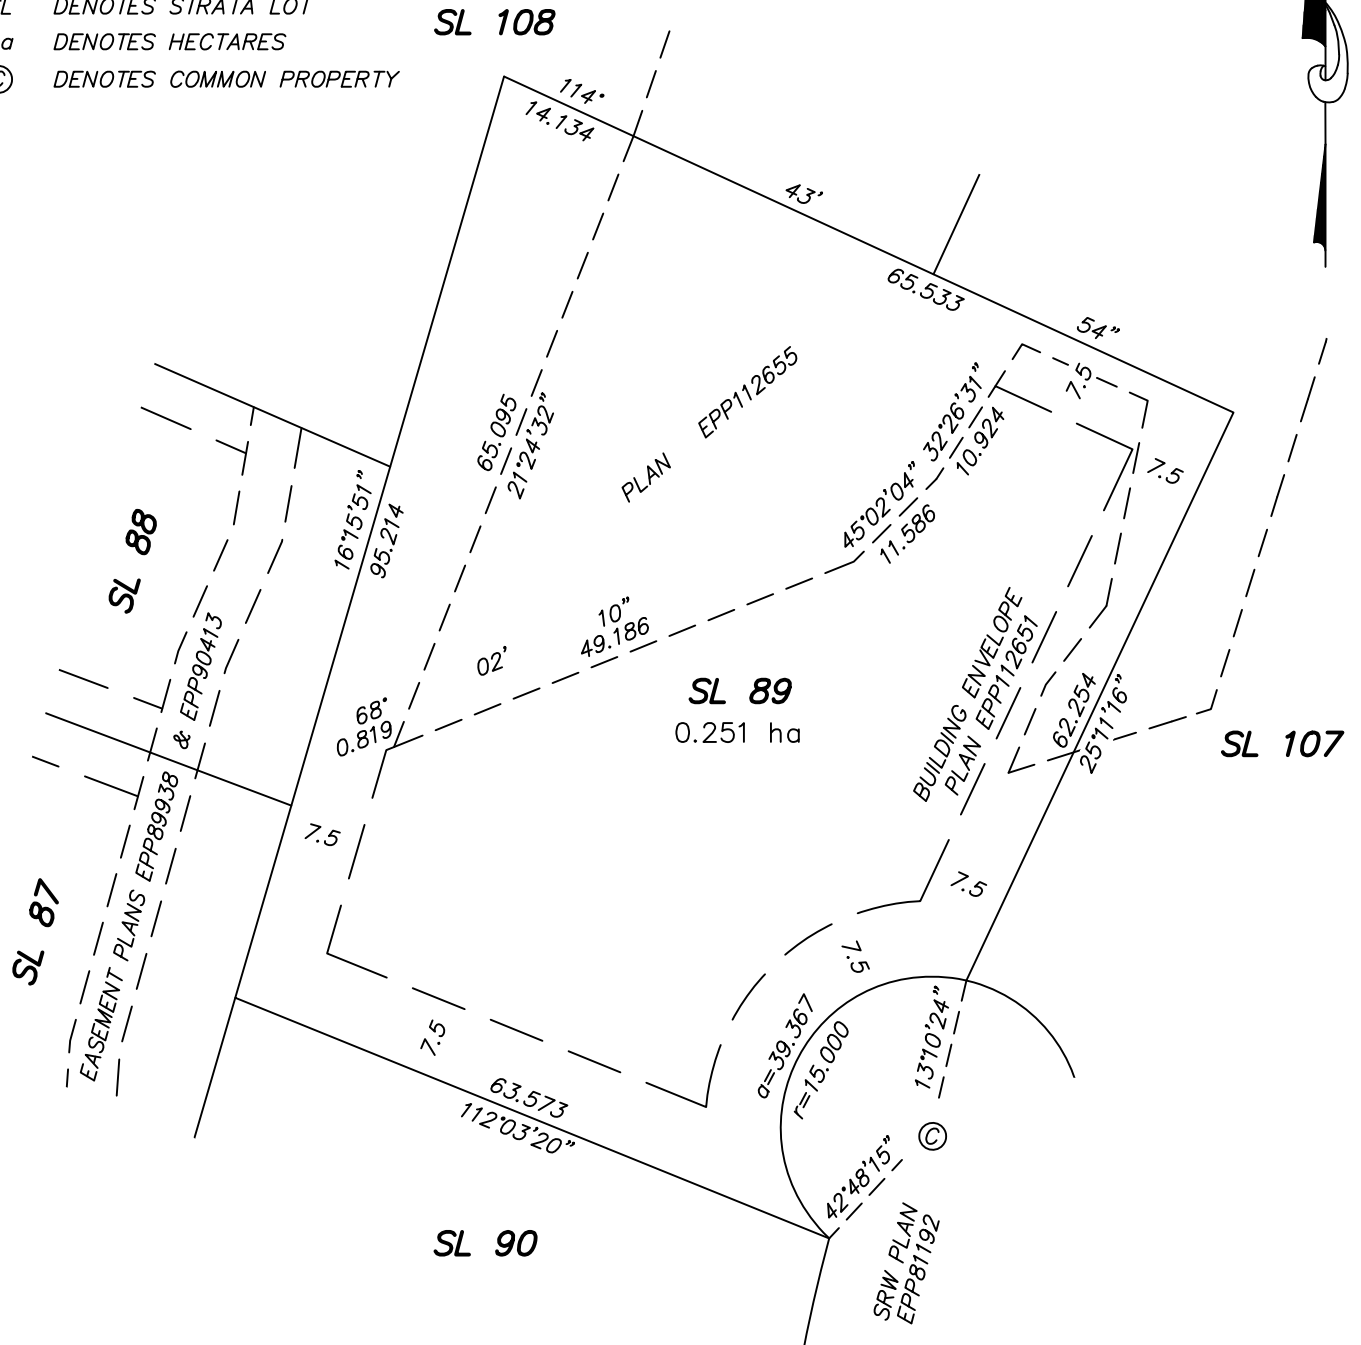 DENOTES STRATA LOT
a DENOTES HECTARES
Ⓒ DENOTES COMMON PROPERTY
SL 108
114°
14.134
43'
65.533
54"
7.5
7.5
PLAN EPP112655
65.095
21°24'32"
32°26'31"
10.924
45°02'04"
11.586
16°15'51"
95.214
SL 88
10"
49.186
02'
68°
0.819
SL 89
0.251 ha
BUILDING ENVELOPE
PLAN EPP112651
62.254
25°11'16"
SL 107
EASEMENT PLANS EPP89938 & EPP90413
7.5
SL 87
7.5
7.5
7.5
a=39.367
r=15.000
13°10'24"
63.573
112°03'20"
Ⓒ
42°48'15"
SRW PLAN
EPP81192
SL 90